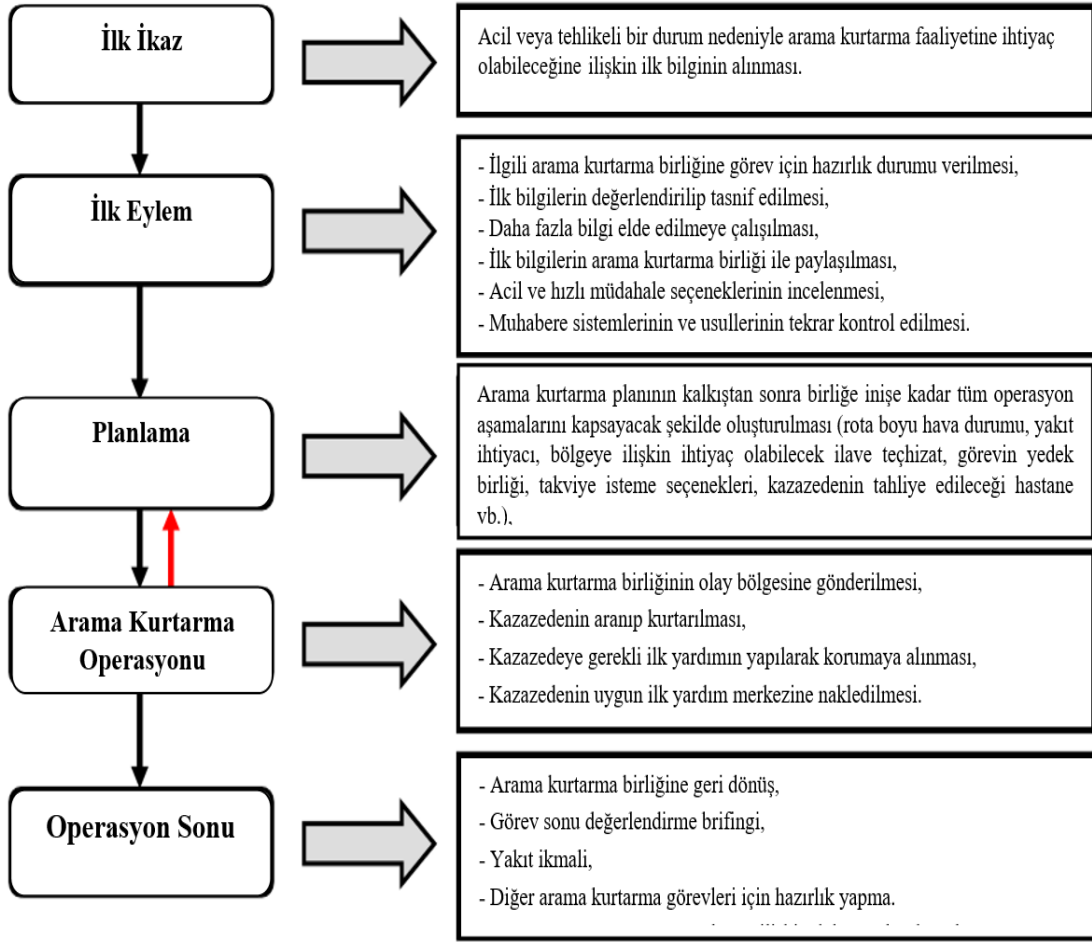 İlk İkaz
Acil veya tehlikeli bir durum nedeniyle arama kurtarma faaliyetine ihtiyaç
olabileceğine ilişkin ilk bilginin alınması.
İlk Eylem
- İlgili arama kurtarma birliğine görev için hazırlık durumu verilmesi,
- İlk bilgilerin değerlendirilip tasnif edilmesi,
- Daha fazla bilgi elde edilmeye çalışılması,
- İlk bilgilerin arama kurtarma birliği ile paylaşılması,
- Acil ve hızlı müdahale seçeneklerinin incelenmesi,
- Muhabere sistemlerinin ve usullerinin tekrar kontrol edilmesi.
Planlama
Arama kurtarma planının kalkıştan sonra birliğe inişe kadar tüm operasyon
aşamalarını kapsayacak şekilde oluşturulması (rota boyu hava durumu, yakıt
ihtiyacı, bölgeye ilişkin ihtiyaç olabilecek ilave teçhizat, görevin yedek
birliği, takviye isteme seçenekleri, kazazedenin tahliye edileceği hastane
vb.),
Arama Kurtarma
Operasyonu
- Arama kurtarma birliğinin olay bölgesine gönderilmesi,
- Kazazedenin aranıp kurtarılması,
- Kazazedeye gerekli ilk yardımın yapılarak korumaya alınması,
- Kazazedenin uygun ilk yardım merkezine nakledilmesi.
Operasyon Sonu
- Arama kurtarma birliğine geri dönüş,
- Görev sonu değerlendirme brifingi,
- Yakıt ikmali,
- Diğer arama kurtarma görevleri için hazırlık yapma.